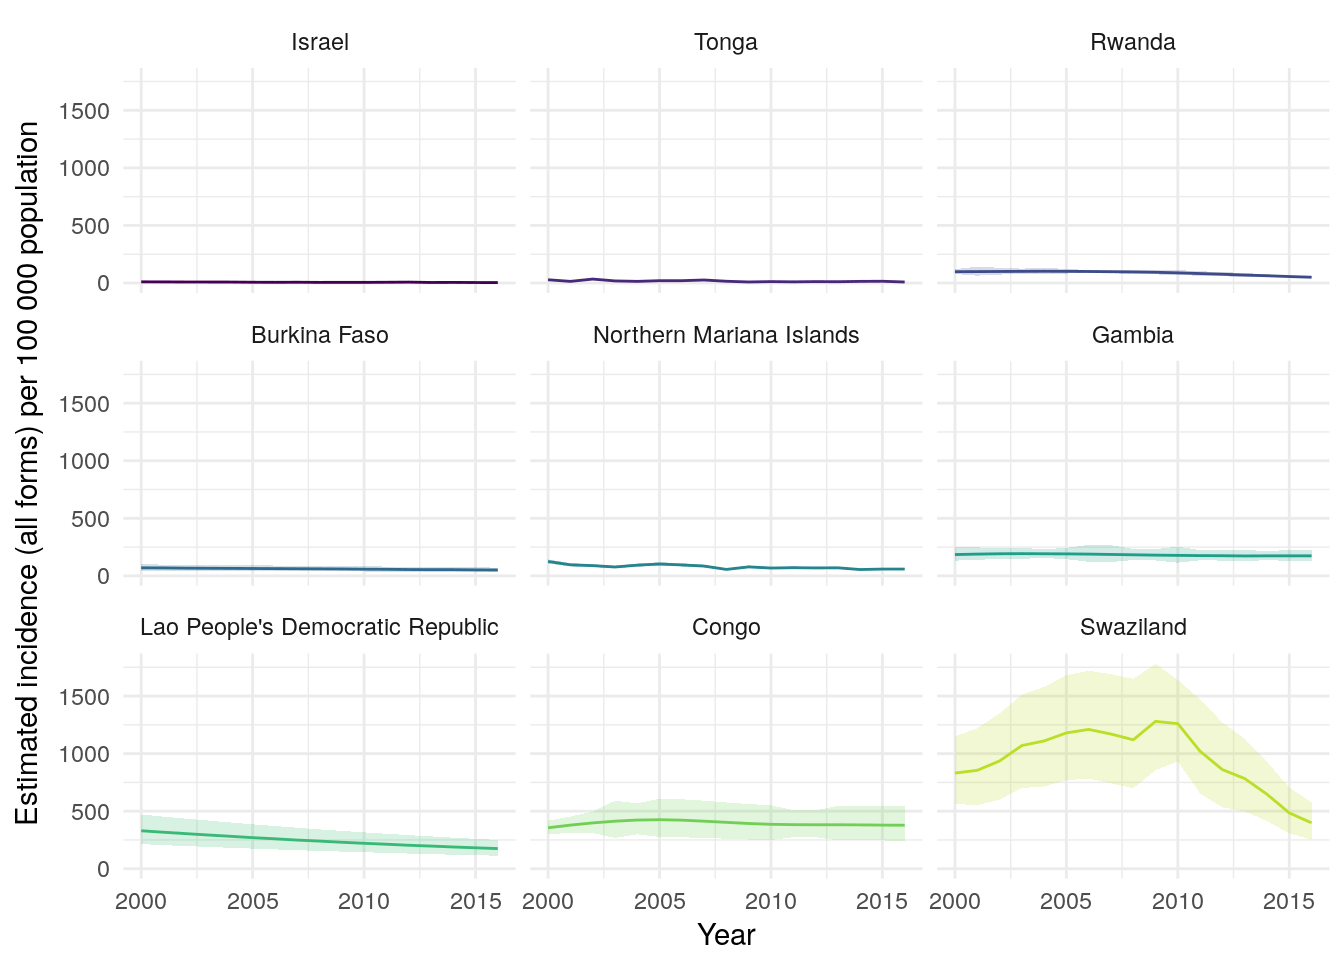 Israel
Tonga
Rwanda
1500
1000
500
0
Burkina Faso
Northern Mariana Islands
Gambia
1500
1000
500
0
Lao People's Democratic Republic
Congo
Swaziland
1500
1000
500
0
2000 2005 2010 2015 2000 2005 2010 2015 2000 2005 2010 2015
Year
Estimated incidence (all forms) per 100 000 population